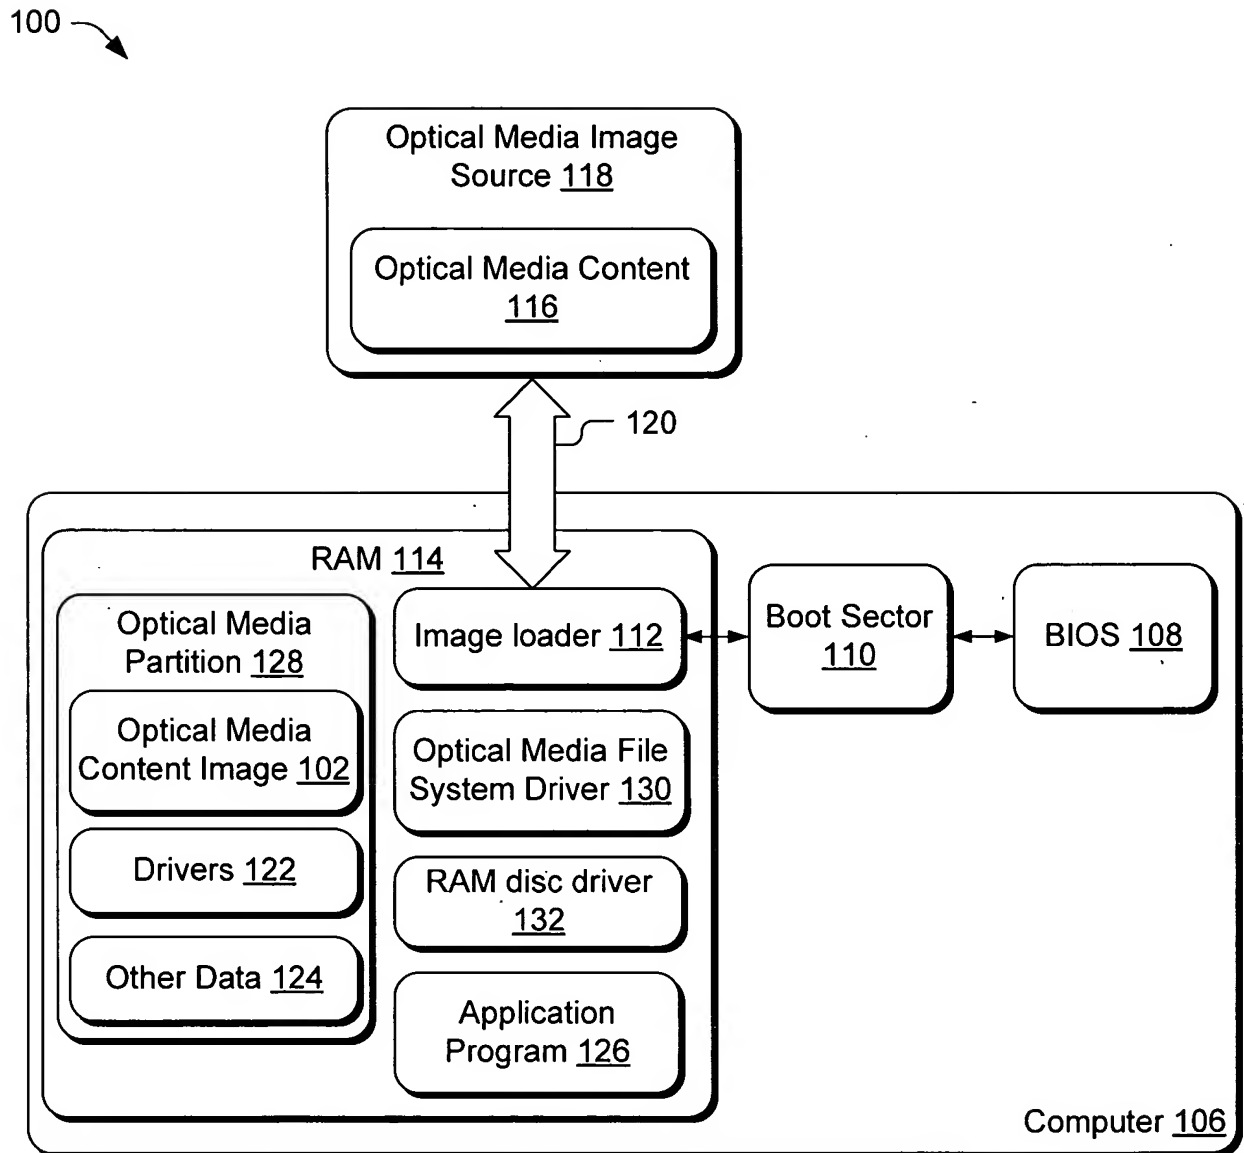 100
Optical Media Image
Source 118
Optical Media Content
116
120
RAM 114
Optical Media
Partition 128
Optical Media
Content Image 102
Drivers 122
Other Data 124
Image loader 112
Optical Media File
System Driver 130
RAM disc driver
132
Application
Program 126
Boot Sector
110
BIOS 108
Computer 106